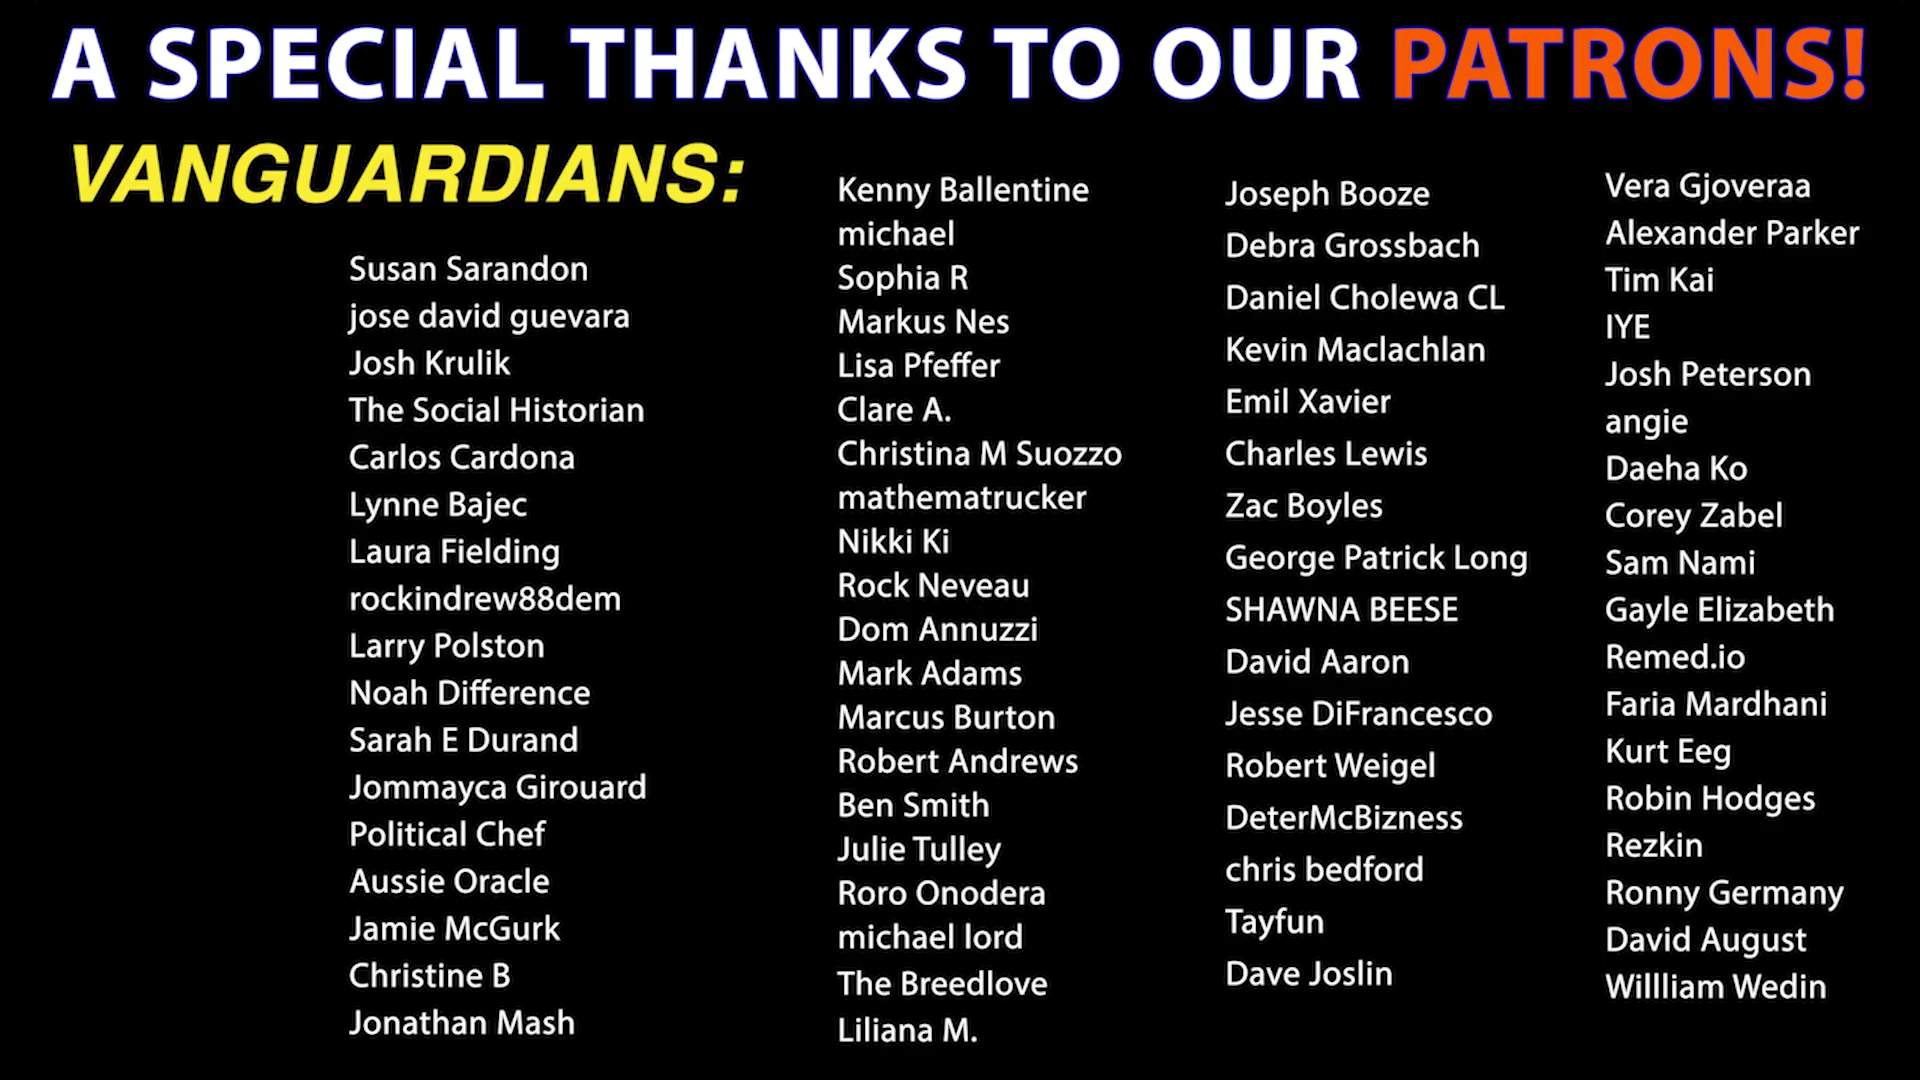 A SPECIAL THANKS TO OUR PATRONS!
VANGUARDIANS:
Susan Sarandon
jose david guevara
Josh Krulik
The Social Historian
Carlos Cardona
Lynne Bajec
Laura Fielding
rockindrew88dem
Larry Polston
Noah Difference
Sarah E Durand
Jommayca Girouard
Political Chef
Aussie Oracle
Jamie McGurk
Christine B
Jonathan Mash
Kenny Ballentine
michael
Sophia R
Markus Nes
Lisa Pfeffer
Clare A.
Christina M Suozzo
mathematrucker
Nikki Ki
Rock Neveau
Dom Annuzzi
Mark Adams
Marcus Burton
Robert Andrews
Ben Smith
Julie Tulley
Roro Onodera
michael lord
The Breedlove
Liliana M.
Joseph Booze
Debra Grossbach
Daniel Cholewa CL
Kevin Maclachlan
Emil Xavier
Charles Lewis
Zac Boyles
George Patrick Long
SHAWNA BEESE
David Aaron
Jesse DiFrancesco
Robert Weigel
DeterMcBizness
chris bedford
Tayfun
Dave Joslin
Vera Gjoveraa
Alexander Parker
Tim Kai
IYE
Josh Peterson
angie
Daeha Ko
Corey Zabel
Sam Nami
Gayle Elizabeth
Remed.io
Faria Mardhani
Kurt Eeg
Robin Hodges
Rezkin
Ronny Germany
David August
Willliam Wedin